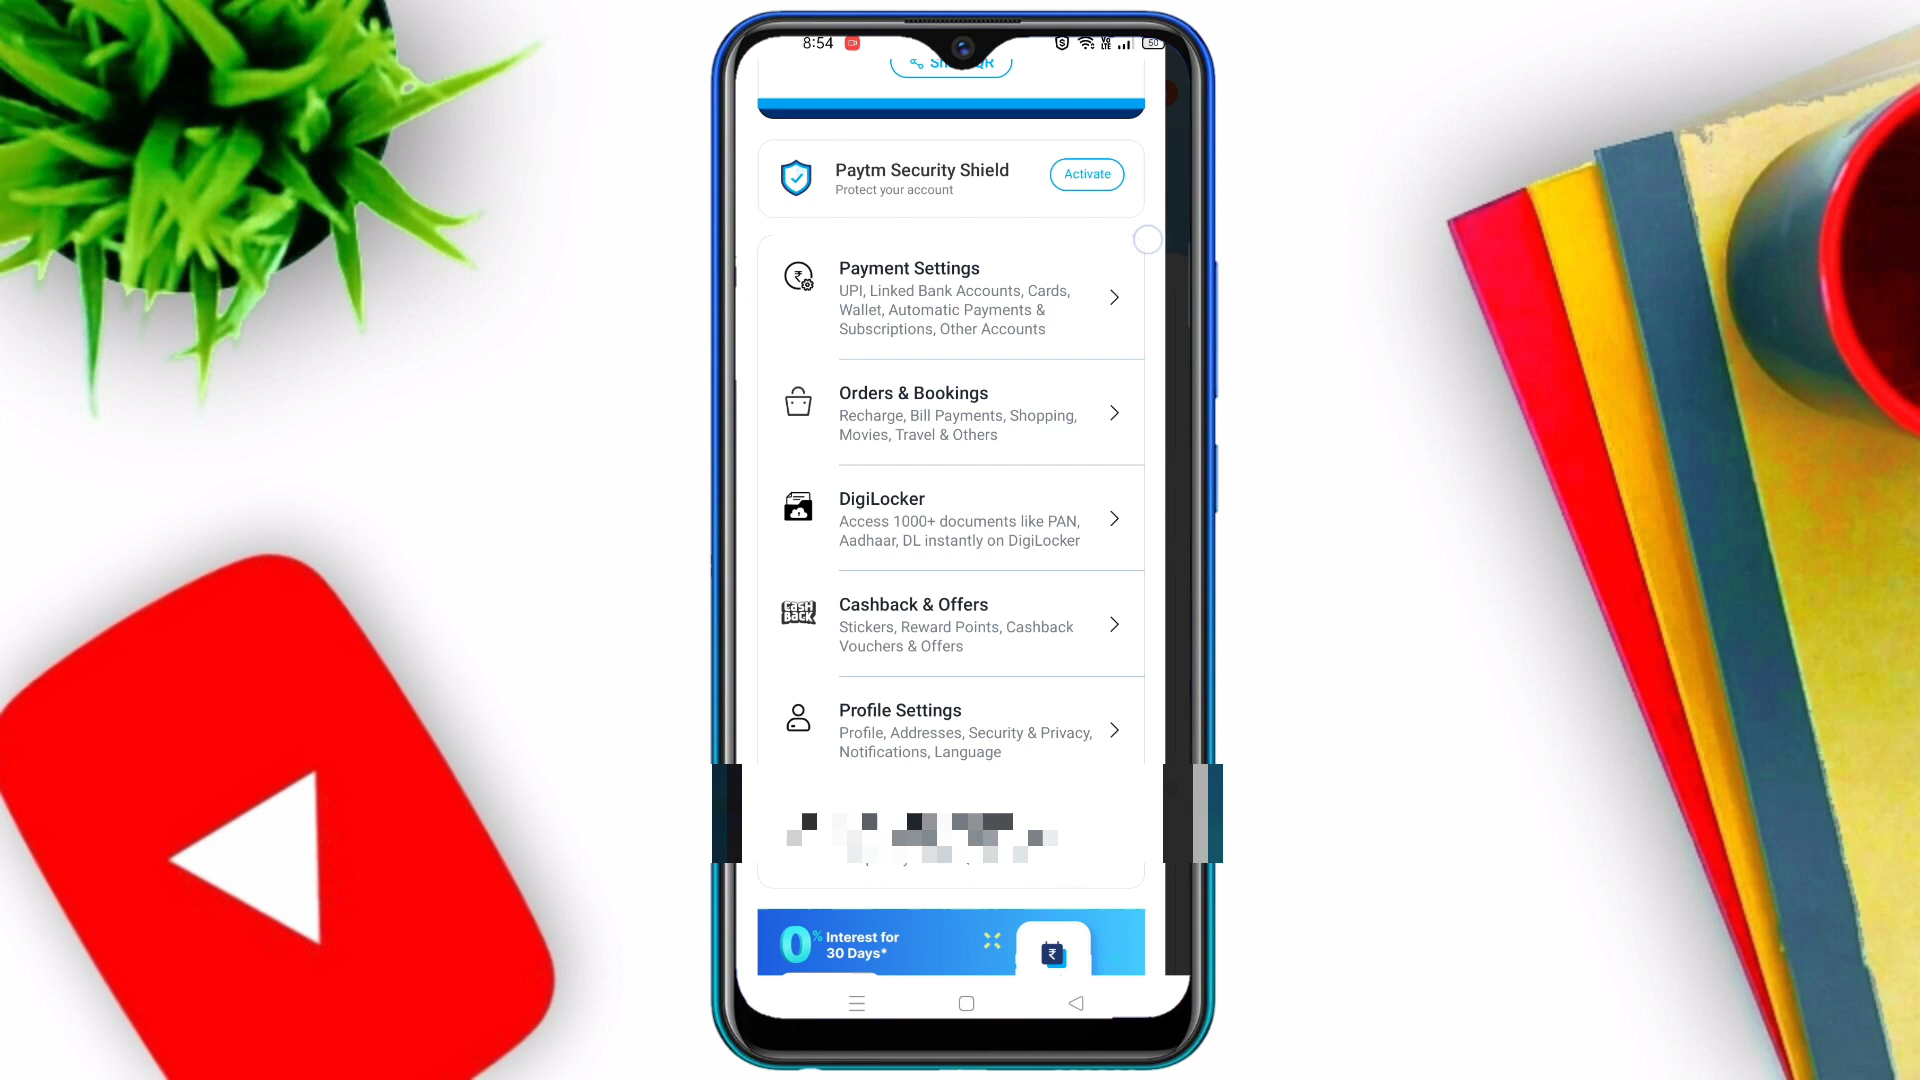 8:54
50
Paytm Security Shield
Protect your account
Activate
Payment Settings
UPI, Linked Bank Accounts, Cards,
Wallet, Automatic Payments &
Subscriptions, Other Accounts
Orders & Bookings
Recharge, Bill Payments, Shopping,
Movies, Travel & Others
DigiLocker
Access 1000+ documents like PAN,
Aadhaar, DL instantly on DigiLocker
CASH
BACK
Cashback & Offers
Stickers, Reward Points, Cashback
Vouchers & Offers
Profile Settings
Profile, Addresses, Security & Privacy,
Notifications, Language
0% Interest for
30 Days*